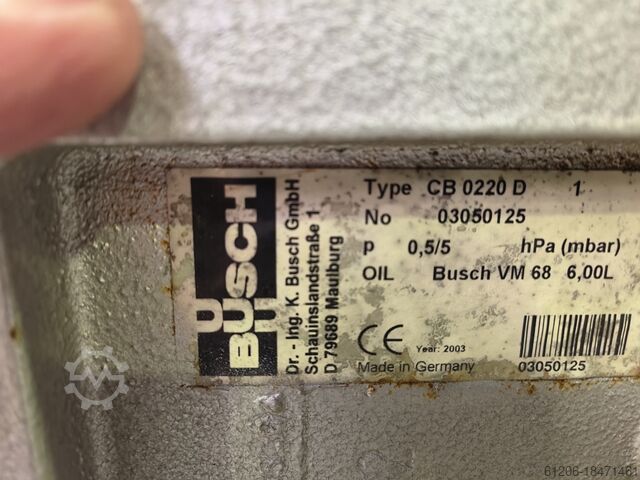 BUSCH
Dr. - Ing. K. Busch GmbH
Schauinslandstraße 1
D 79689 Maulburg
Type CB 0220 D 1
No 03050125
p 0,5/5 hPa (mbar)
OIL Busch VM 68 6,00L
CE Year: 2003
Made in Germany
03050125
61206-18471461